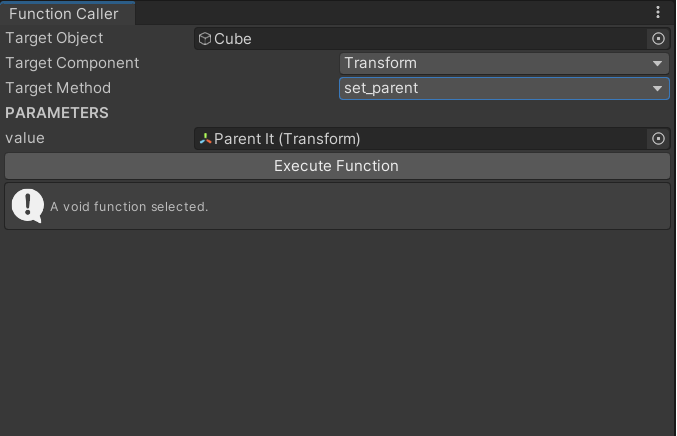 Function Caller
Target Object Cube
Target Component Transform
Target Method set_parent
PARAMETERS
value Parent It (Transform)
Execute Function
A void function selected.